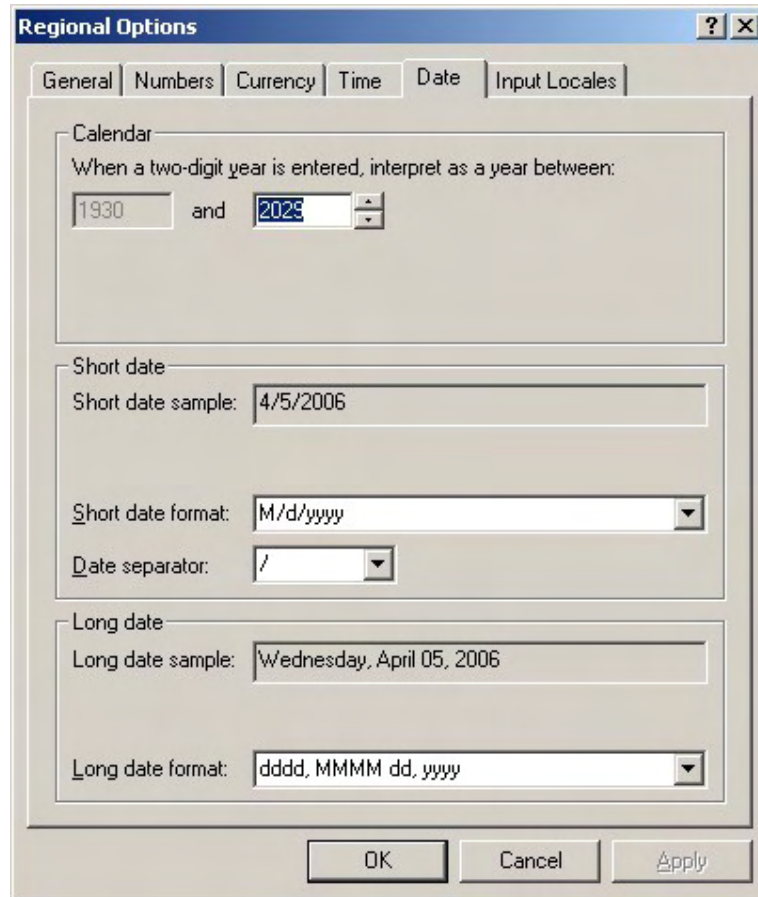 Regional Options
General Numbers Currency Time Date Input Locales
Calendar
When a two-digit year is entered, interpret as a year between:
1930 and 2029
Short date
Short date sample: 4/5/2006
Short date format: M/d/yyyy
Date separator: /
Long date
Long date sample: Wednesday, April 05, 2006
Long date format: dddd, MMMM dd, yyyy
OK Cancel Apply